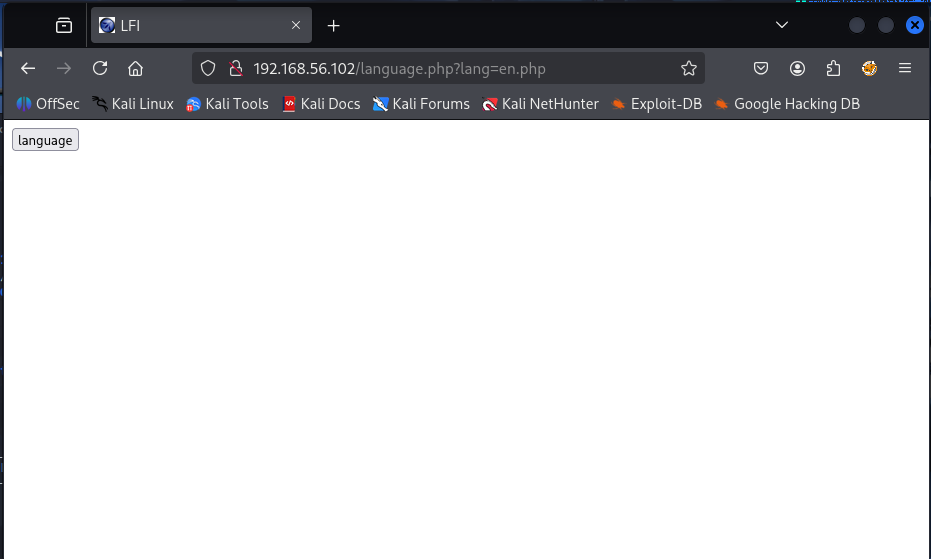 LFI
192.168.56.102/language.php?lang=en.php
OffSec Kali Linux Kali Tools Kali Docs Kali Forums Kali NetHunter Exploit-DB Google Hacking DB
language